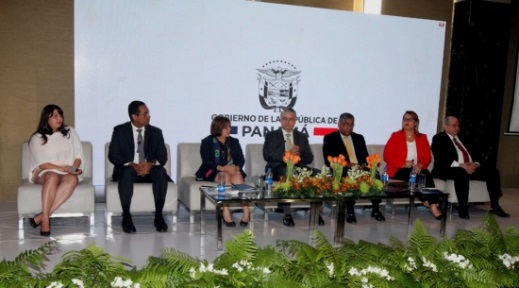 GOBIERNO DE LA REPÚBLICA DE
PANAMÁ